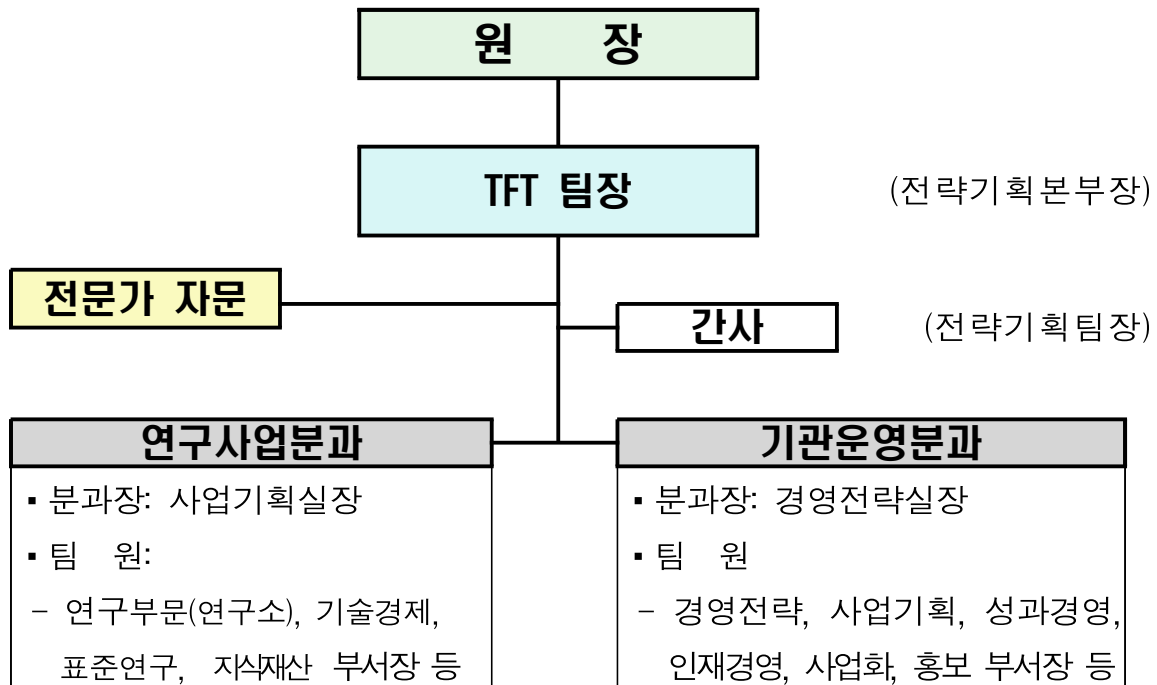 원 장
TFT 팀장
(전략기획본부장)
전문가 자문
간사
(전략기획팀장)
연구사업분과
▪ 분과장: 사업기획실장
▪ 팀 원:
- 연구부문(연구소), 기술경제,
표준연구, 지식재산 부서장 등
기관운영분과
▪ 분과장: 경영전략실장
▪ 팀 원
- 경영전략, 사업기획, 성과경영,
인재경영, 사업화, 홍보 부서장 등